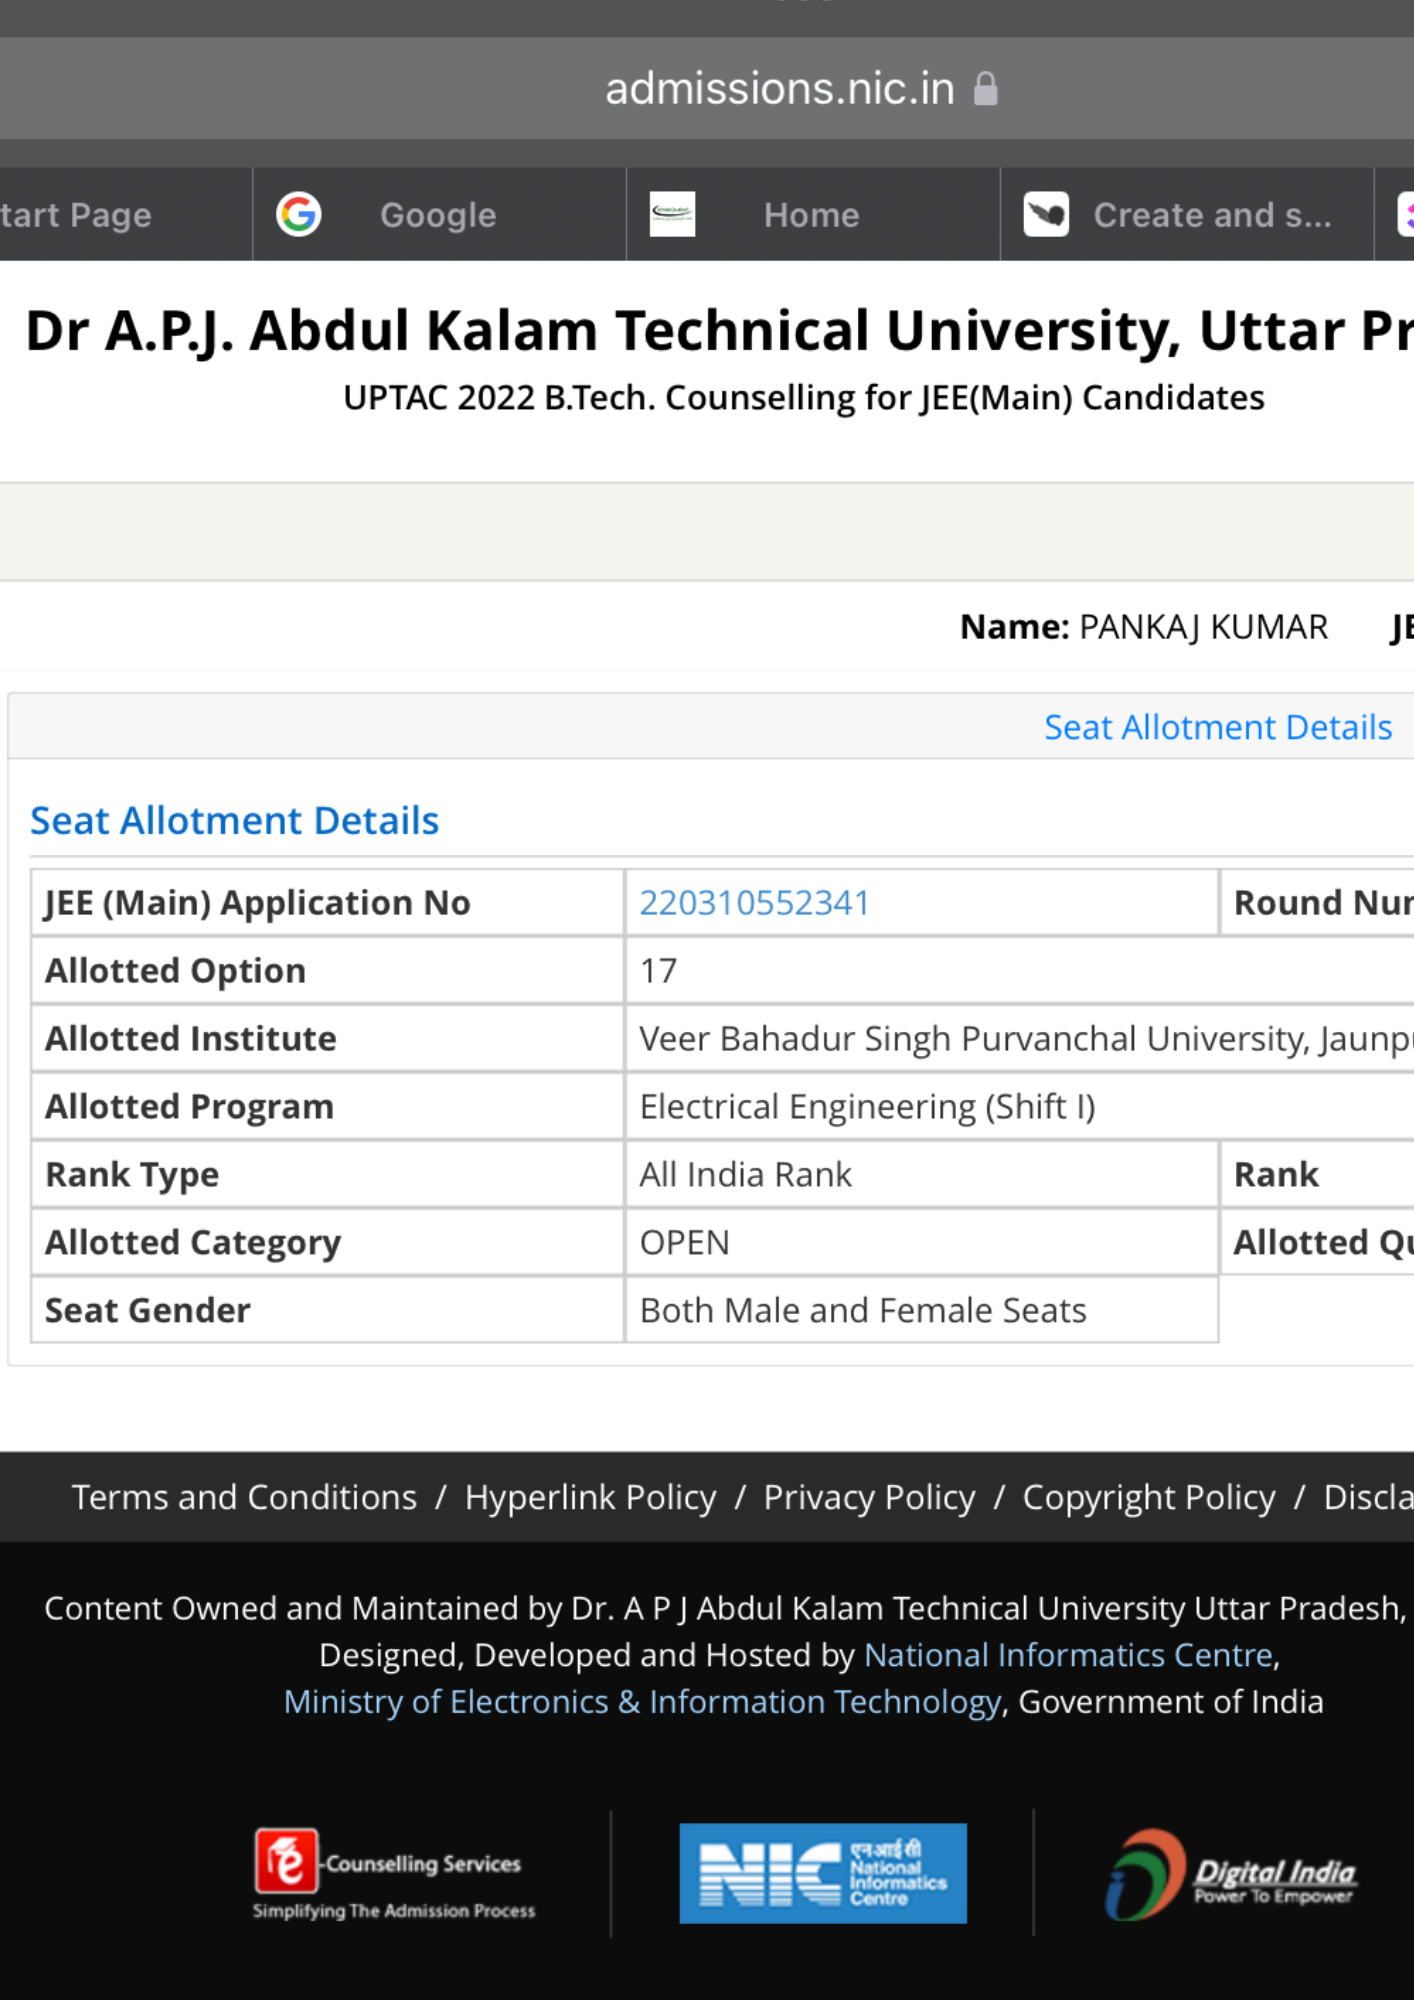 admissions.nic.in
tart Page Google Home Create and s...
Dr A.P.J. Abdul Kalam Technical University, Uttar Pr
UPTAC 2022 B.Tech. Counselling for JEE(Main) Candidates
Name: PANKAJ KUMAR JE
Seat Allotment Details
Seat Allotment Details
JEE (Main) Application No 220310552341 Round Nu
Allotted Option 17
Allotted Institute Veer Bahadur Singh Purvanchal University, Jaunp
Allotted Program Electrical Engineering (Shift I)
Rank Type All India Rank Rank
Allotted Category OPEN Allotted Qu
Seat Gender Both Male and Female Seats
Terms and Conditions / Hyperlink Policy / Privacy Policy / Copyright Policy / Discla
Content Owned and Maintained by Dr. A P J Abdul Kalam Technical University Uttar Pradesh,
Designed, Developed and Hosted by National Informatics Centre,
Ministry of Electronics & Information Technology, Government of India
e-Counselling Services
Simplifying The Admission Process
NIC एन आई सी
National
Informatics
Centre
Digital India
Power To Empower